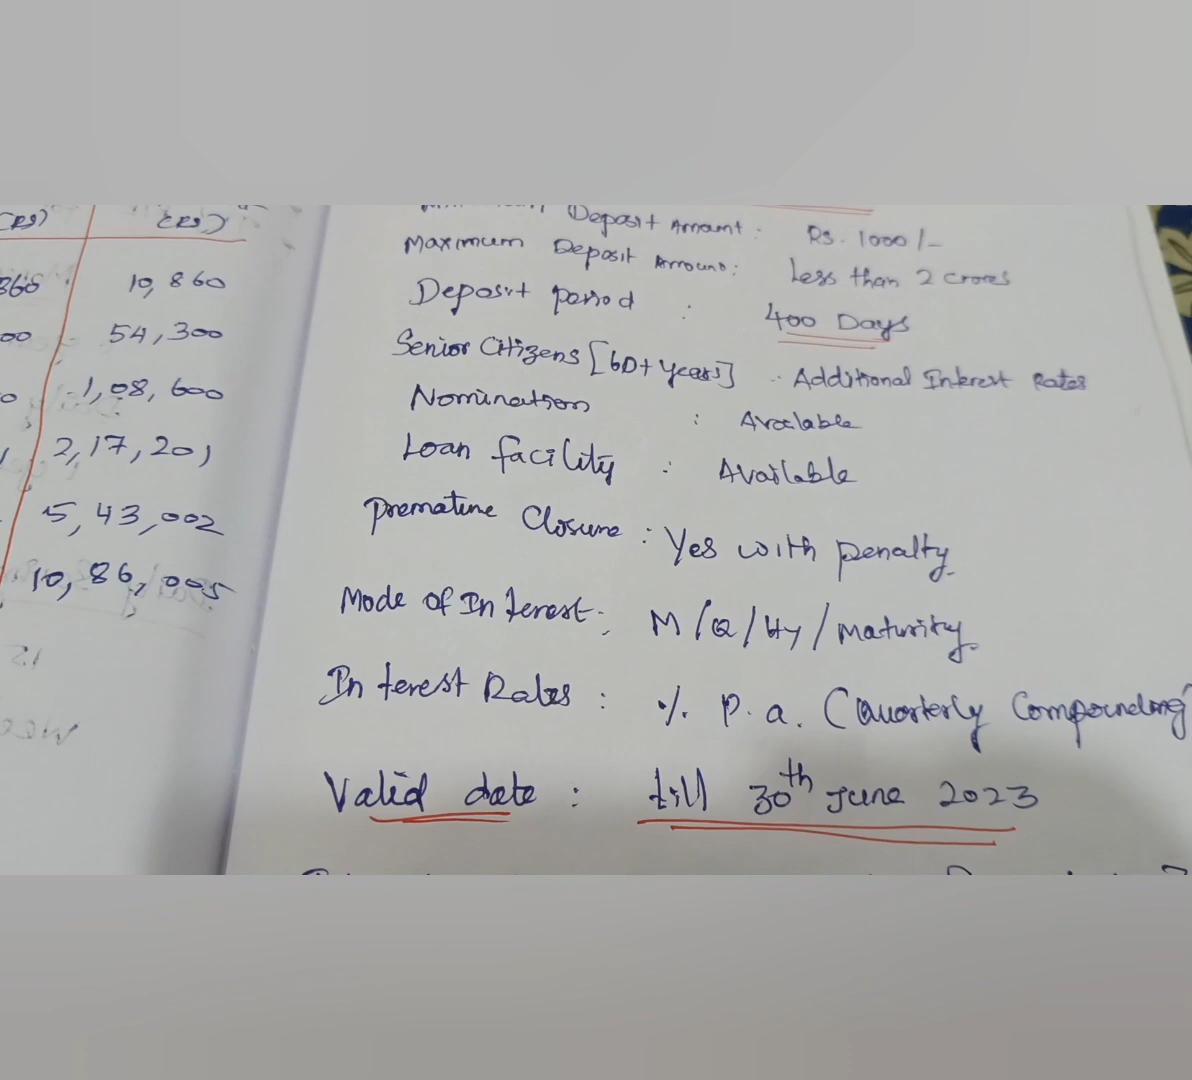 (Rs) (Rs)
10,860
54,300
1,08,600
2,17,201
5,43,002
10,86,005
Deposit Amount : Rs. 1000/-
Maximum Deposit Amount : Less than 2 crores
Deposit period : 400 Days
Senior Citizens [60+ years] : Additional Interest Rates
Nomination : Available
Loan facility : Available
Premature Closure : Yes with penalty.
Mode of Interest : M/Q/Hy/Maturity.
Interest Rates : % P.a. (Quarterly Compounding)
Valid date : till 30th June 2023